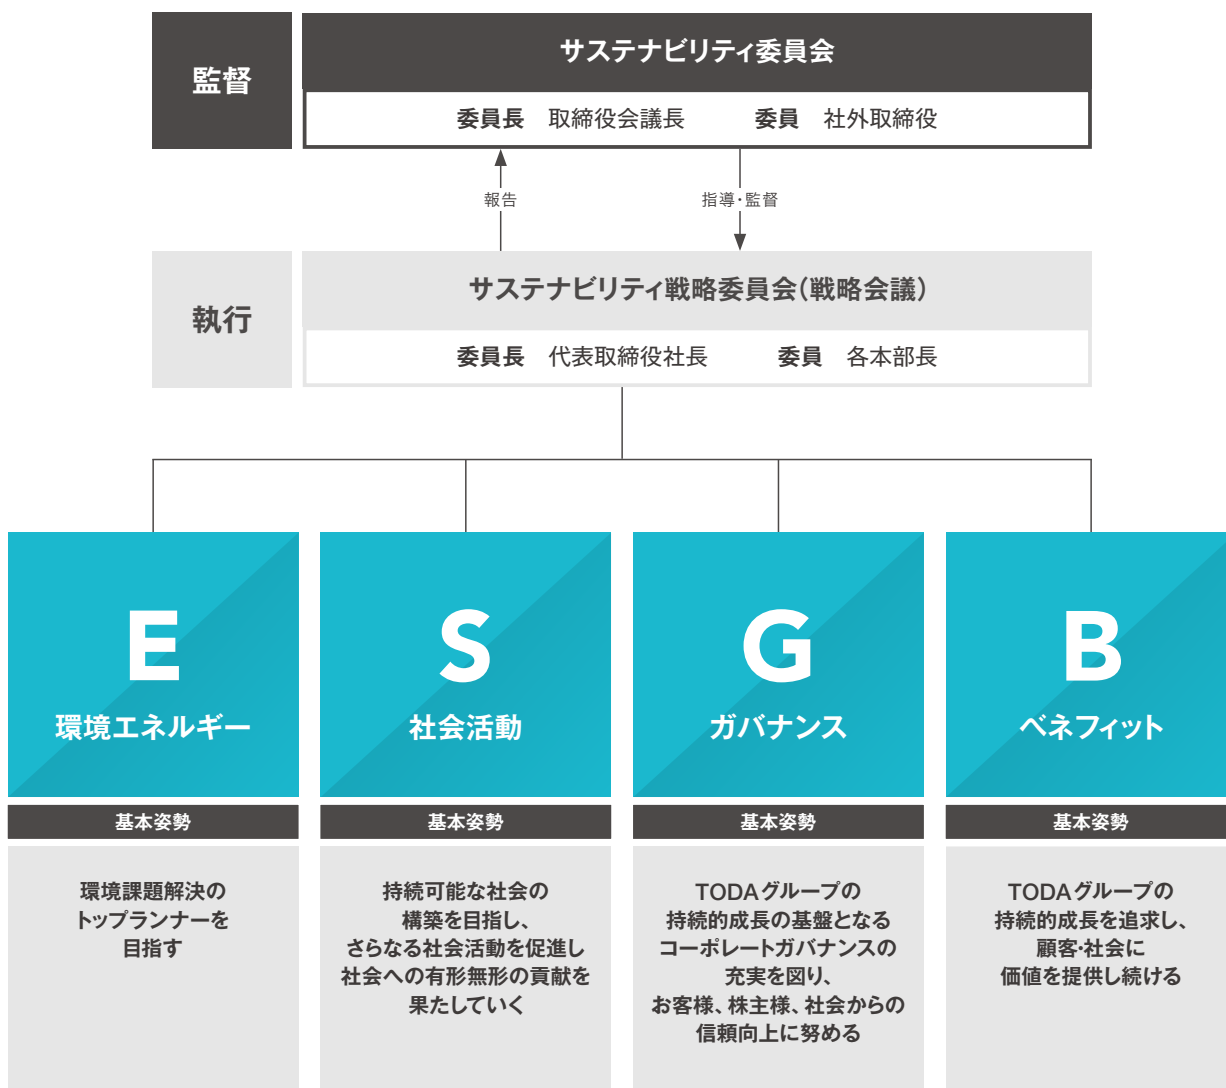 監督
サステナビリティ委員会
委員長 取締役会議長 委員 社外取締役
報告
指導・監督
執行
サステナビリティ戦略委員会(戦略会議)
委員長 代表取締役社長 委員 各本部長
E
環境エネルギー
基本姿勢
環境課題解決の
トップランナーを
目指す
S
社会活動
基本姿勢
持続可能な社会の
構築を目指し、
さらなる社会活動を促進し
社会への有形無形の貢献を
果たしていく
G
ガバナンス
基本姿勢
TODAグループの
持続的成長の基盤となる
コーポレートガバナンスの
充実を図り、
お客様、株主様、社会からの
信頼向上に努める
B
ベネフィット
基本姿勢
TODAグループの
持続的成長を追求し、
顧客・社会に
価値を提供し続ける